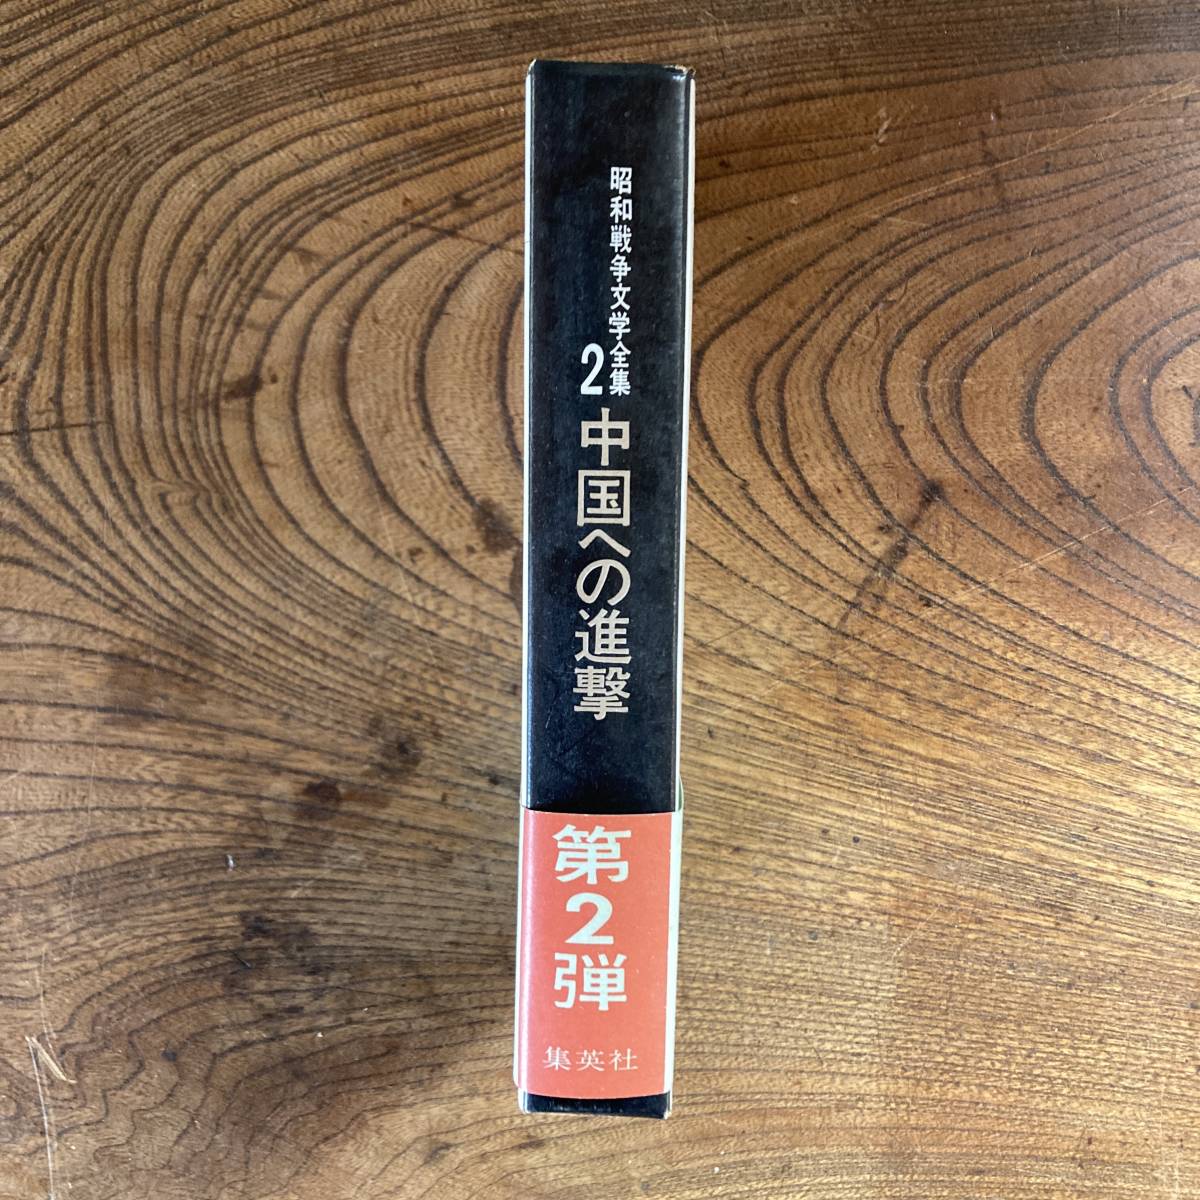 昭和戦争文学全集
2
中国への進撃
第2弾
集英社